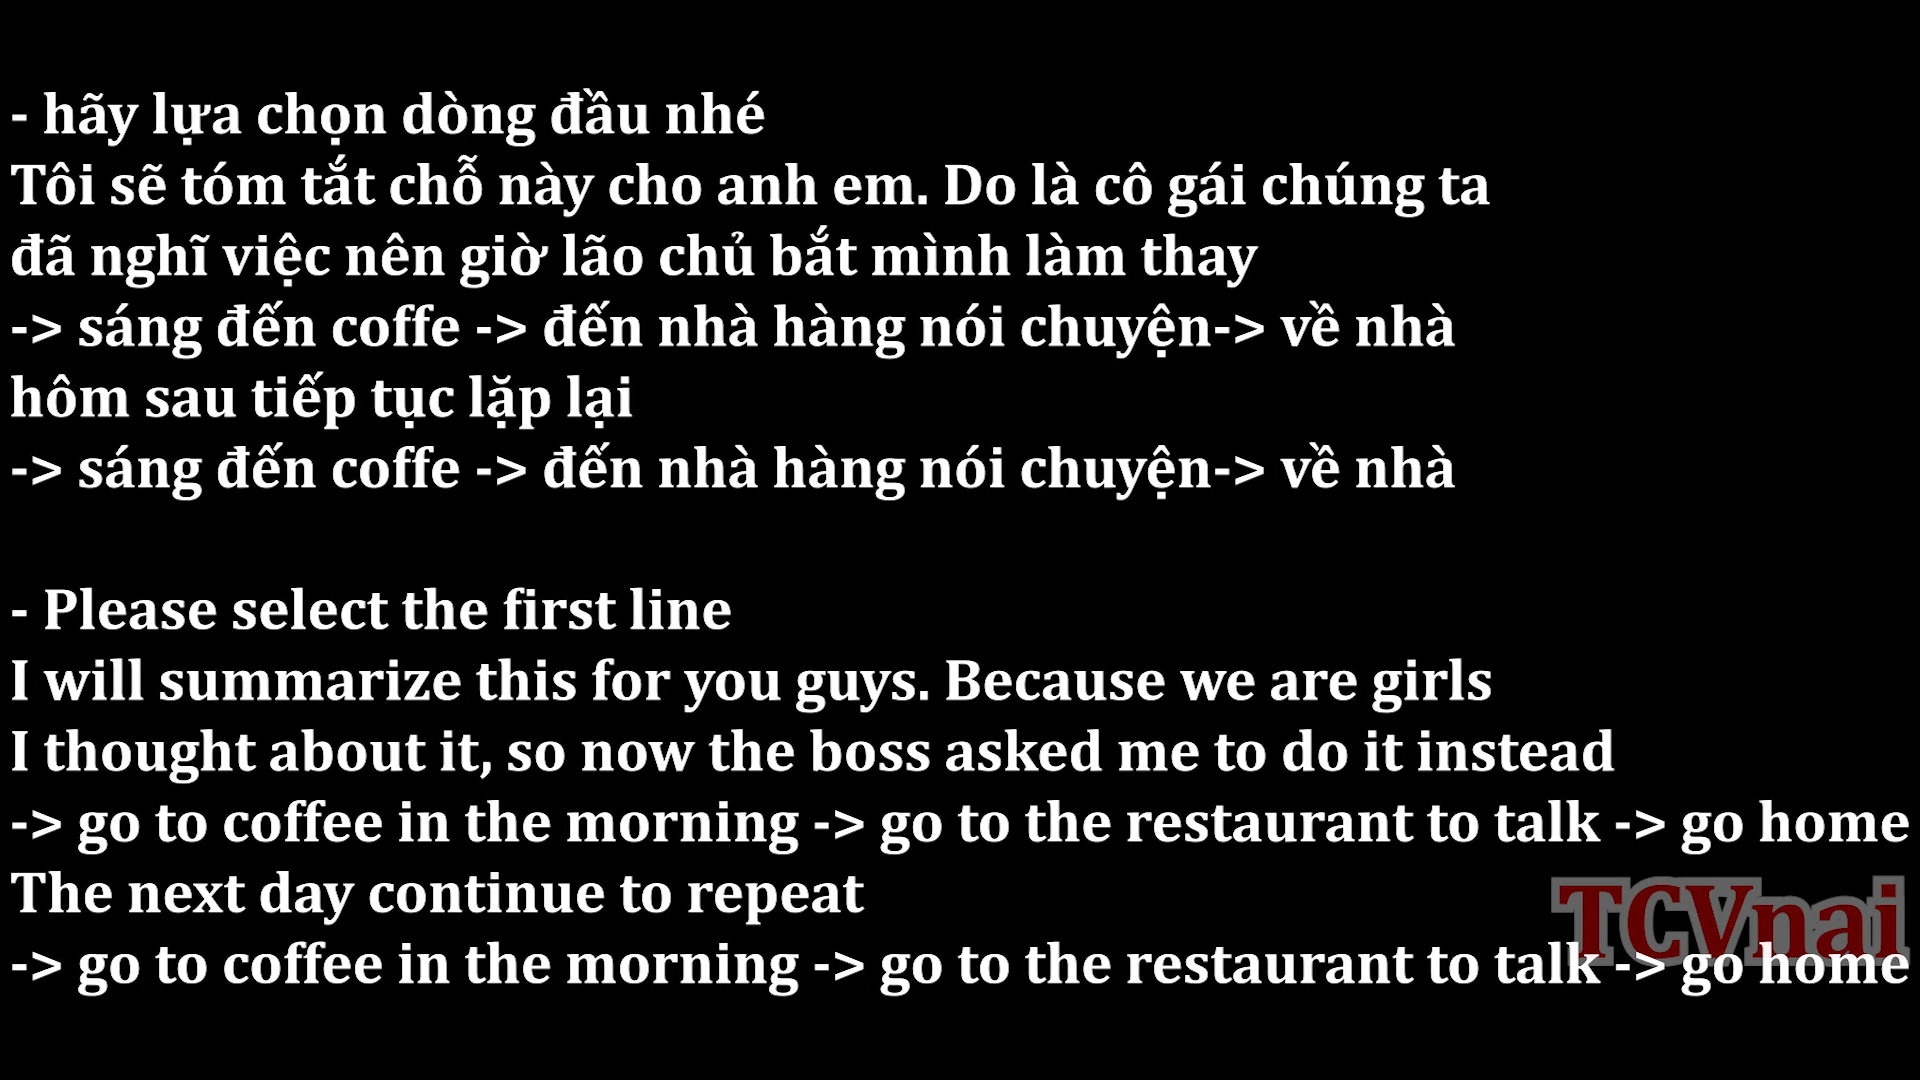 - hãy lựa chọn dòng đầu nhé
Tôi sẽ tóm tắt chỗ này cho anh em. Do là cô gái chúng ta
đã nghĩ việc nên giờ lão chủ bắt mình làm thay
-> sáng đến coffe -> đến nhà hàng nói chuyện-> về nhà
hôm sau tiếp tục lặp lại
-> sáng đến coffe -> đến nhà hàng nói chuyện-> về nhà
- Please select the first line
I will summarize this for you guys. Because we are girls
I thought about it, so now the boss asked me to do it instead
-> go to coffee in the morning -> go to the restaurant to talk -> go home
The next day continue to repeat
-> go to coffee in the morning -> go to the restaurant to talk -> go home
TCVnai